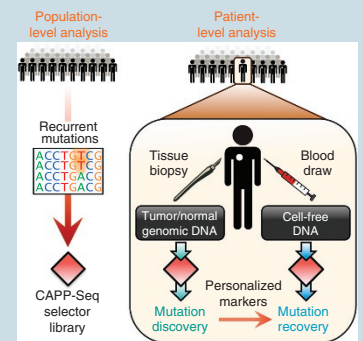 Population-
level analysis
Patient-
level analysis
Recurrent
mutations
ACCTGTCG
ACCTGTCG
ACCTGACG
ACCTGACG
CAPP-Seq
selector
library
Tissue
biopsy
Blood
draw
Tumor/normal
genomic DNA
Cell-free
DNA
Personalized
markers
Mutation
discovery
Mutation
recovery